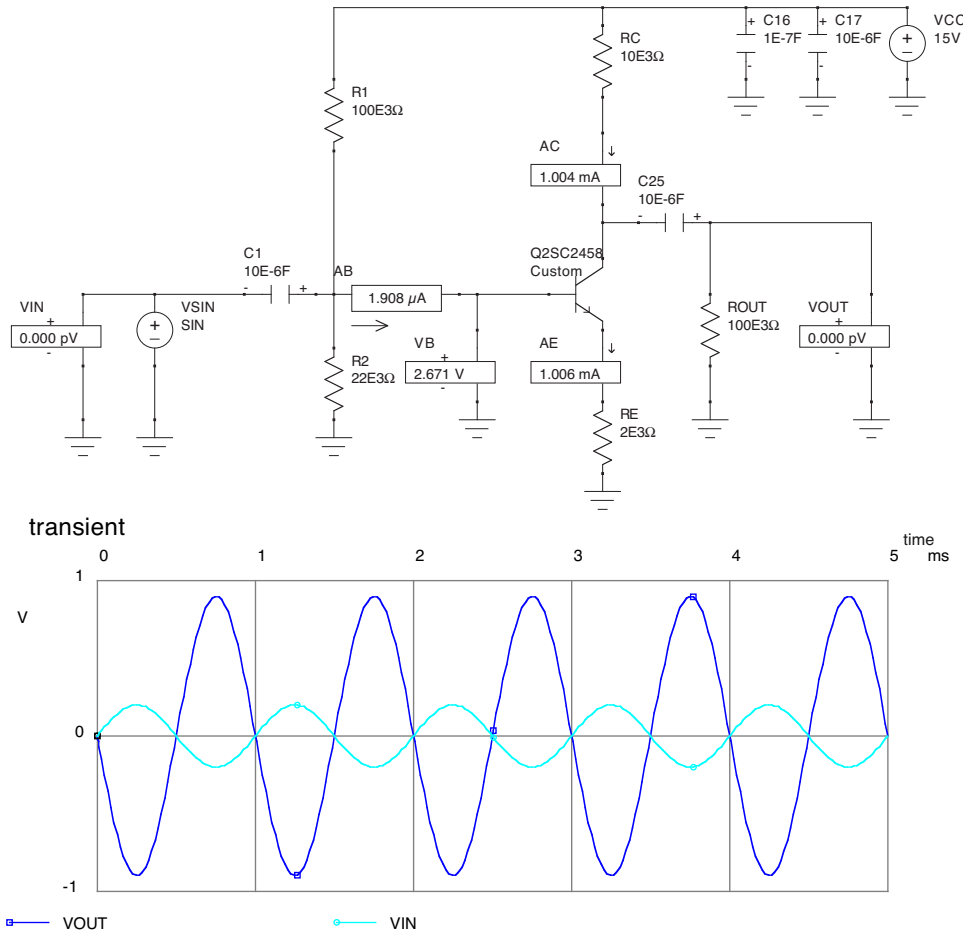 +
C16
1E-7F
-
+
C17
10E-6F
-
VCC
15V
+
-
RC
10E3Ω
R1
100E3Ω
AC
↓
1.004 mA
C25
10E-6F
-
+
Q2SC2458
Custom
C1
10E-6F
-
+
AB
1.908 µA
VIN
+
0.000 pV
-
VSIN
SIN
+
-
R2
22E3Ω
VB
+
2.671 V
-
AE
↓
1.006 mA
RE
2E3Ω
ROUT
100E3Ω
VOUT
+
0.000 pV
-
transient
time
0 1 2 3 4 5 ms
1
V
0
-1
VOUT VIN